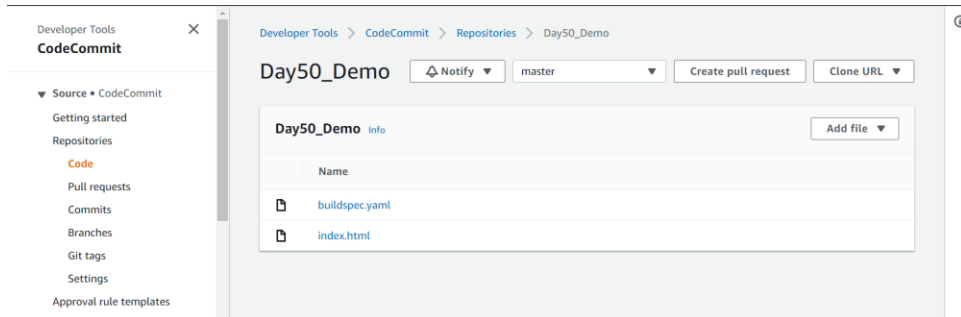 Developer Tools
CodeCommit
Source • CodeCommit
Getting started
Repositories
Code
Pull requests
Commits
Branches
Git tags
Settings
Approval rule templates
Developer Tools > CodeCommit > Repositories > Day50_Demo
Day50_Demo Notify master Create pull request Clone URL
Day50_Demo Info Add file
Name
buildspec.yaml
index.html